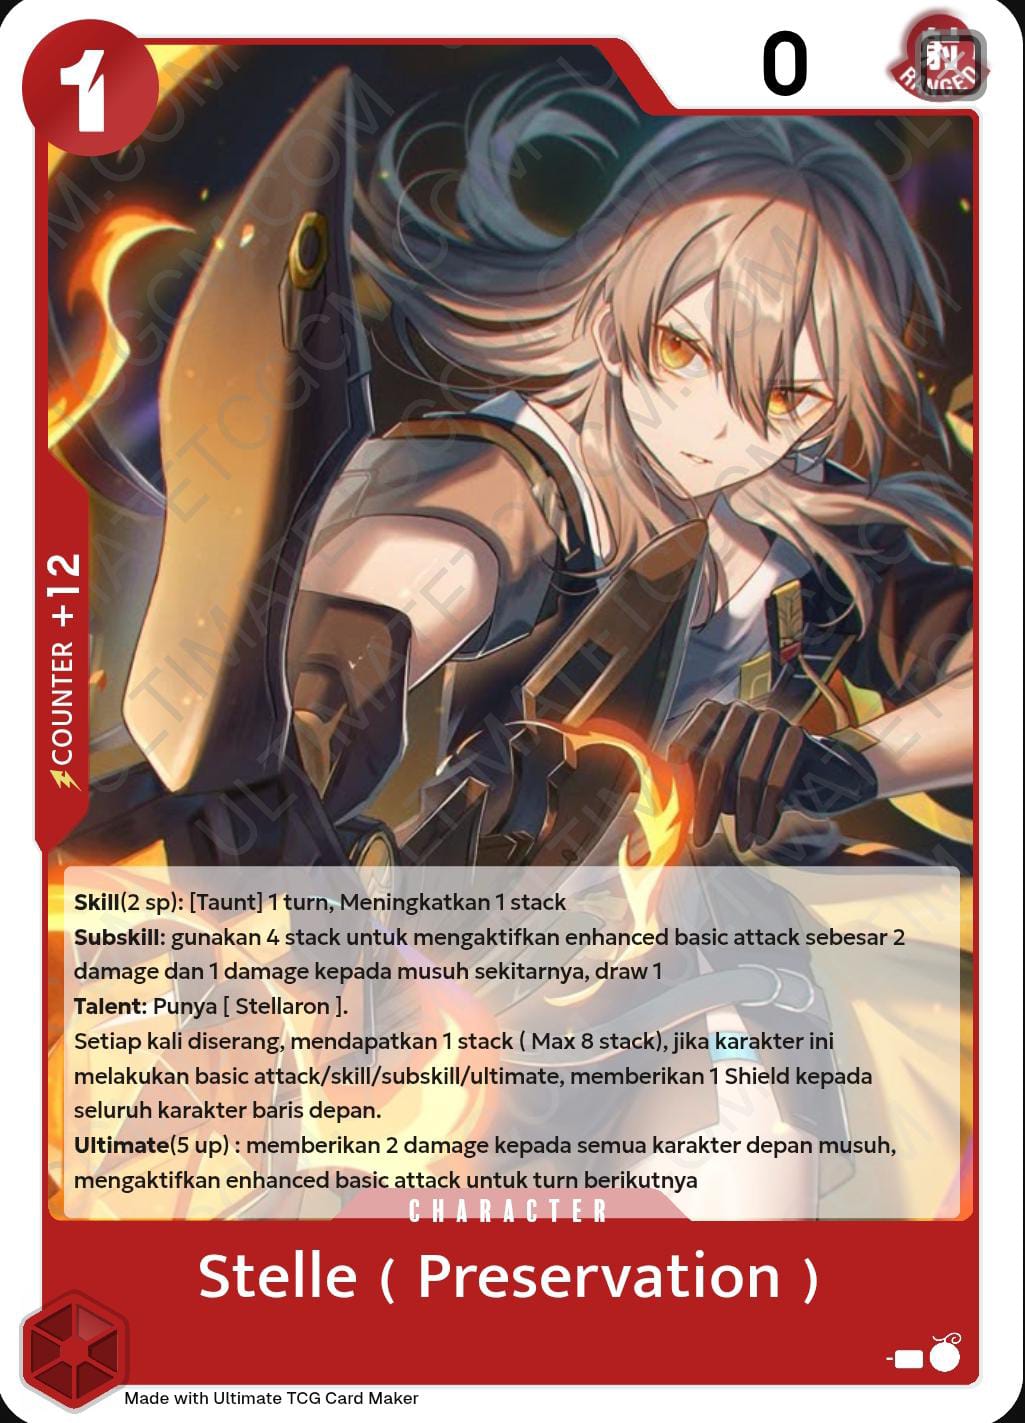 1
0
射
RANGED
⚡COUNTER +12
Skill(2 sp): [Taunt] 1 turn, Meningkatkan 1 stack
Subskill: gunakan 4 stack untuk mengaktifkan enhanced basic attack sebesar 2
damage dan 1 damage kepada musuh sekitarnya, draw 1
Talent: Punya [ Stellaron ].
Setiap kali diserang, mendapatkan 1 stack ( Max 8 stack), jika karakter ini
melakukan basic attack/skill/subskill/ultimate, memberikan 1 Shield kepada
seluruh karakter baris depan.
Ultimate(5 up) : memberikan 2 damage kepada semua karakter depan musuh,
mengaktifkan enhanced basic attack untuk turn berikutnya
CHARACTER
Stelle ( Preservation )
-
Made with Ultimate TCG Card Maker